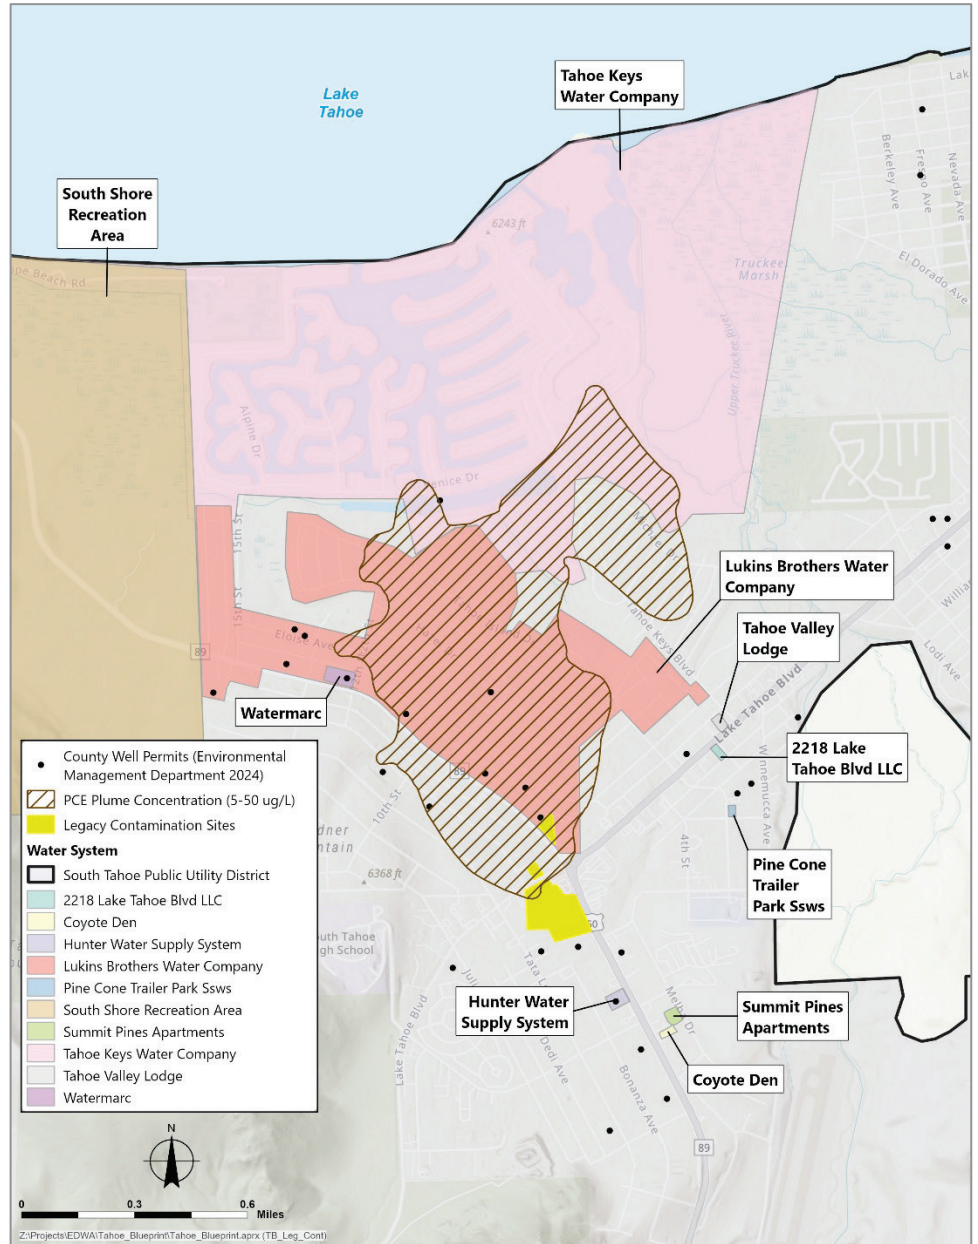 Tahoe Keys
Water Company
Lake
Tahoe
South Shore
Recreation
Area
Berkeley Ave
Fresno Ave
Nevada Ave
El Dorado Ave
6243 ft
Truckee
Marsh
Upper Truckee River
Alpine Dr
15th St
15th St
Eloise Ave
89
Tahoe Keys Blvd
Lukins Brothers Water
Company
Tahoe Valley
Lodge
Lake Tahoe Blvd
Lodi Ave
Watermarc
2218 Lake
Tahoe Blvd LLC
Winnemucca Ave
89
10th St
4th St
6368 ft
Pine Cone
Trailer
Park Ssws
County Well Permits (Environmental
Management Department 2024)
PCE Plume Concentration (5-50 ug/L)
Legacy Contamination Sites
Water System
South Tahoe Public Utility District
2218 Lake Tahoe Blvd LLC
Coyote Den
Hunter Water Supply System
Lukins Brothers Water Company
Pine Cone Trailer Park Ssws
South Shore Recreation Area
Summit Pines Apartments
Tahoe Keys Water Company
Tahoe Valley Lodge
Watermarc
Hunter Water
Supply System
Summit Pines
Apartments
Coyote Den
Lake Tahoe Blvd
Dedi Ave
Bonanza Ave
89
N
0 0.3 0.6
Miles
Z:\Projects\EDWA\Tahoe_Blueprint\Tahoe_Blueprint.aprx (TB_Leg_Cont)